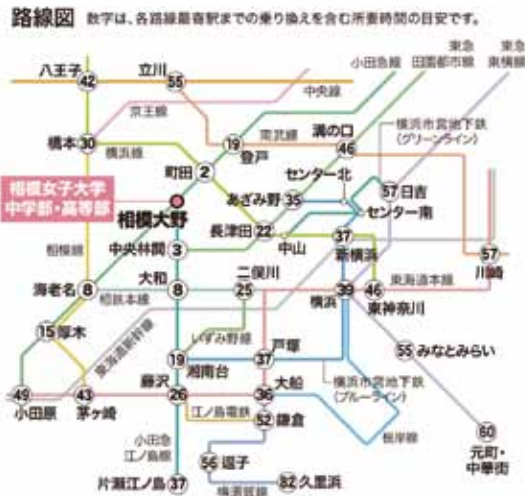 路線図 数字は、各路線最寄駅までの乗り換えを含む所要時間の目安です。
東急 東急
小田急線 田園都市線 東横線
八王子 42
立川 55
中央線
京王線
橋本 30
横浜線
南武線
19 登戸
溝の口 46
横浜市営地下鉄
(グリーンライン)
町田 2
相模女子大学
中学部・高等部
相模大野
あざみ野 35
センター北
センター南
57 日吉
長津田 22
中山
37 新横浜
57 川崎
相模線
中央林間 3
海老名 8
大和 8
相鉄本線
二俣川 25
横浜 39
46 東神奈川
東海道本線
15 厚木
東海道新幹線
いずみ野線
19 湘南台
戸塚 37
55 みなとみらい
横浜市営地下鉄
(ブルーライン)
49 小田原
43 茅ヶ崎
藤沢 26
大船 36
江ノ島電鉄
52 鎌倉
根岸線
60 元町・
中華街
小田急
江ノ島線
56 逗子
82 久里浜
横須賀線
片瀬江ノ島 37